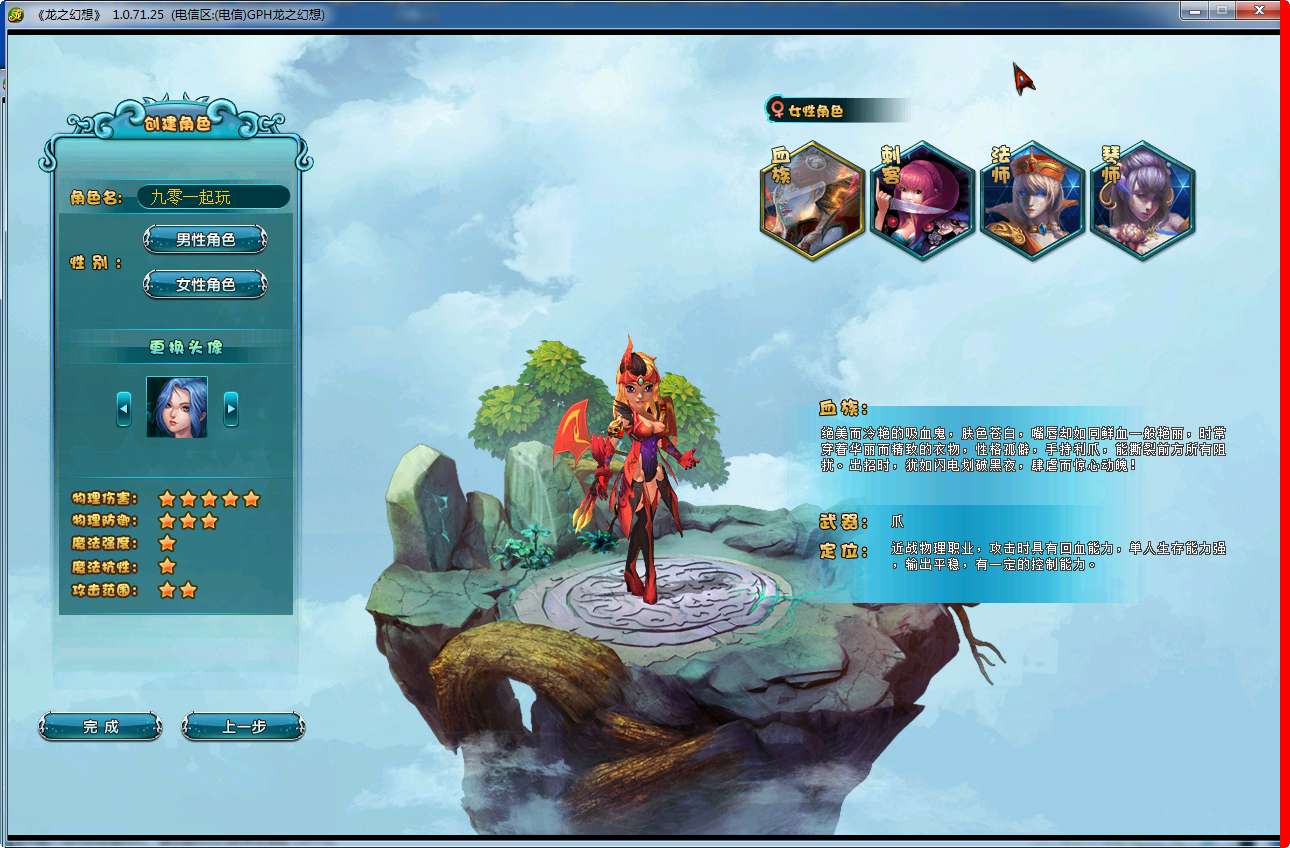 《龙之幻想》 1.0.71.25 (电信区:(电信)GPH龙之幻想)
创建角色
角色名: 九零一起玩
性 别 :
男性角色
女性角色
更换头像
物理伤害:
物理防御:
魔法强度:
魔法抗性:
攻击范围:
完 成
上一步
女性角色
血族
刺客
法师
琴师
血族:
绝美而冷艳的吸血鬼，肤色苍白，嘴唇却如同鲜血一般艳丽，时常
穿着华丽而精致的衣物，性格孤僻，手持利爪，能撕裂前方所有阻
扰。出招时，犹如闪电划破黑夜，肆虐而惊心动魄！
武器: 爪
定位: 近战物理职业，攻击时具有回血能力，单人生存能力强
，输出平稳，有一定的控制能力。